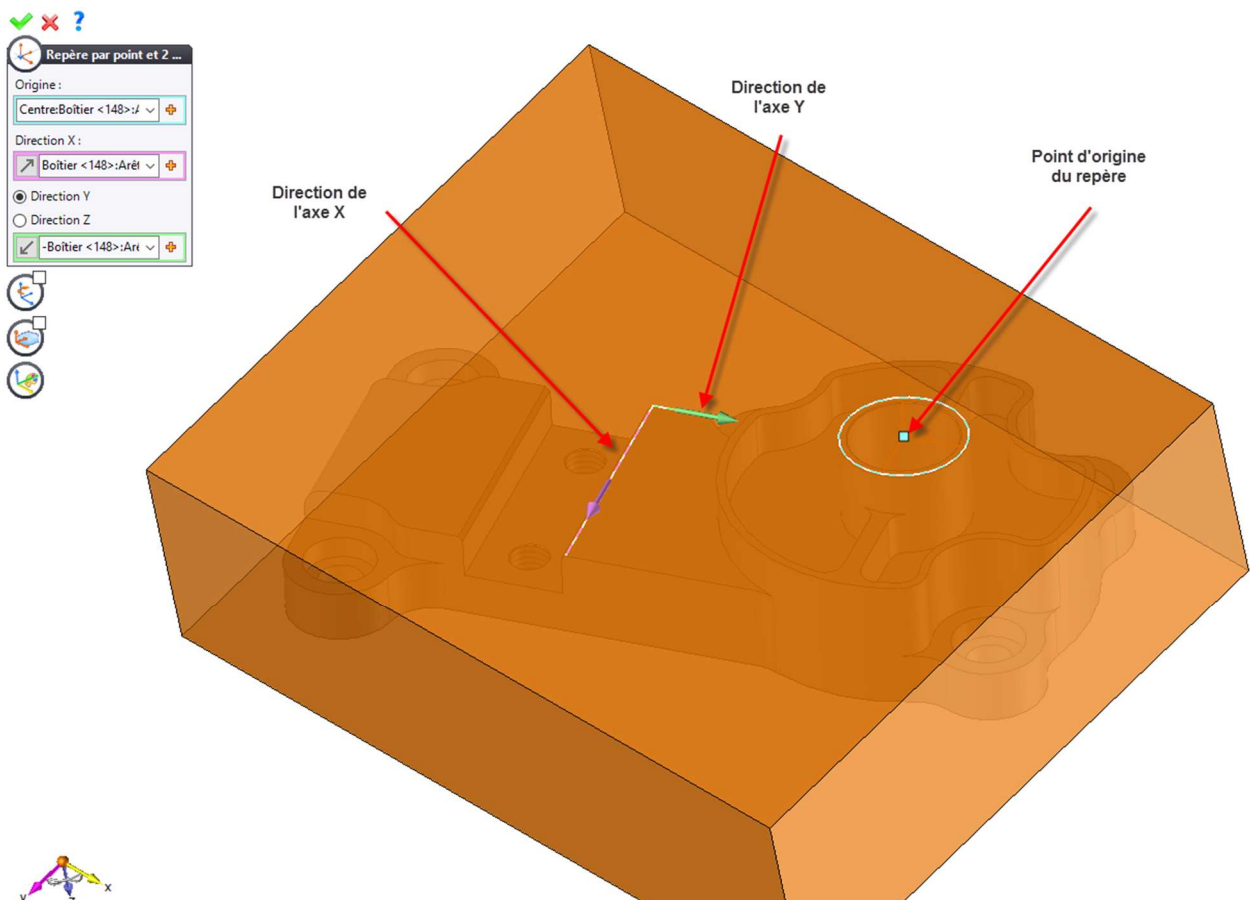 ?
Repère par point et 2 ...
Origine :
Centre:Boîtier <148>:A
Direction X :
Boîtier <148>:Arêt
Direction Y
Direction Z
-Boîtier <148>:Arê
Direction de
l'axe X
Direction de
l'axe Y
Point d'origine
du repère
Y
Z
X